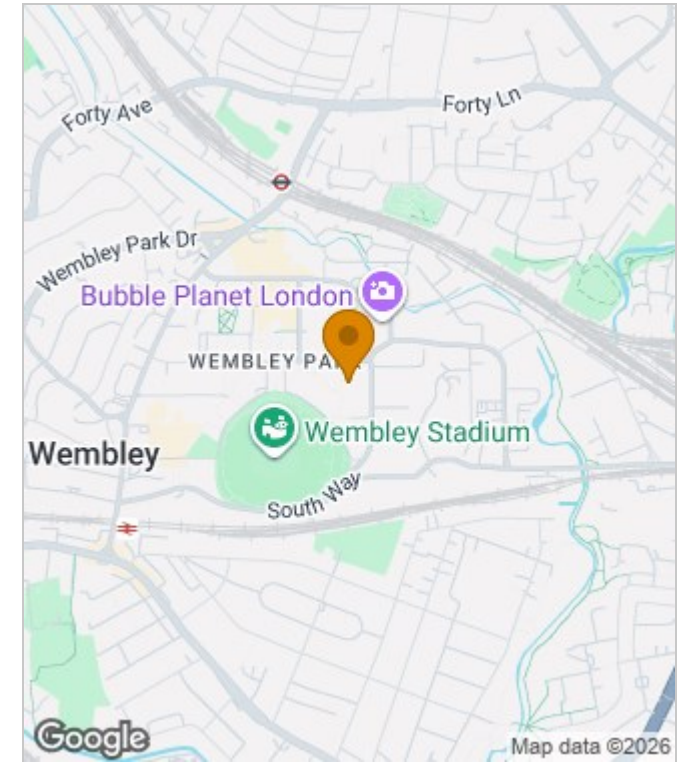 Forty Ave
Forty Ln
Wembley Park Dr
Bubble Planet London
WEMBLEY PA
Wembley Stadium
Wembley
South Way
Google
Map data ©2026